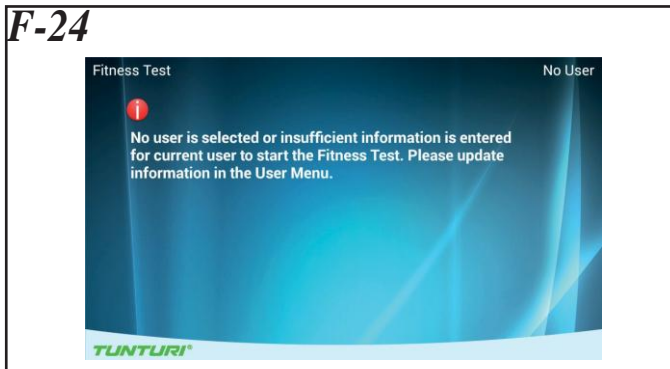 F-24
Fitness Test No User
No user is selected or insufficient information is entered
for current user to start the Fitness Test. Please update
information in the User Menu.
TUNTURI®